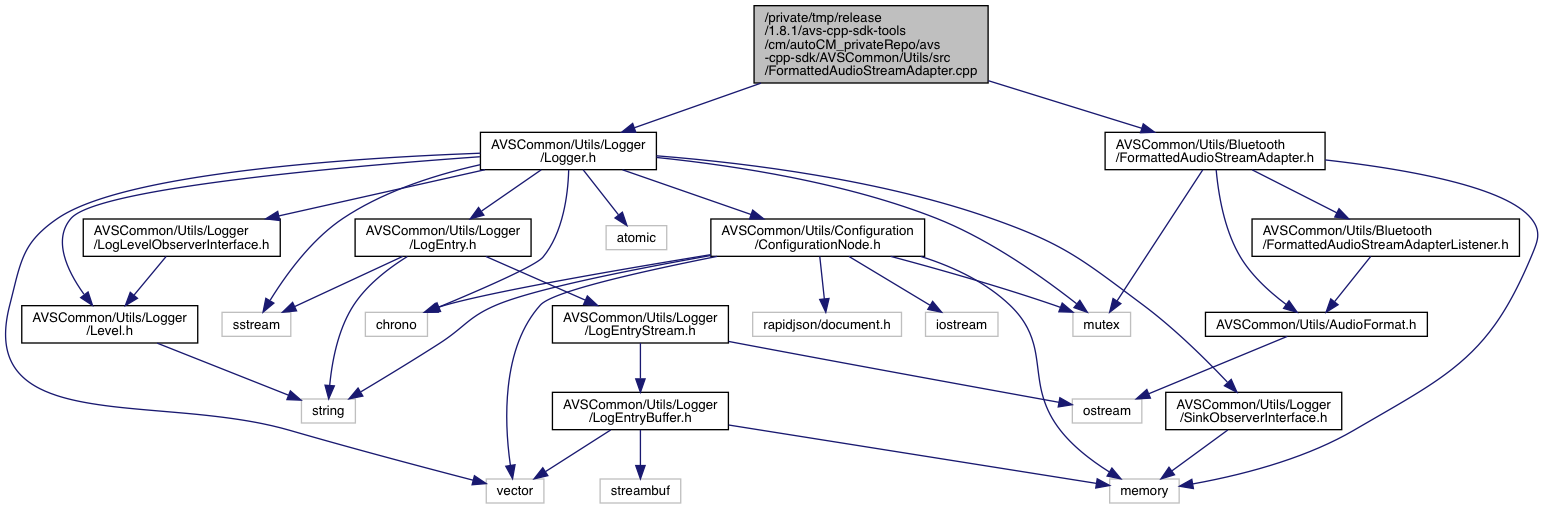 /private/tmp/release
/1.8.1/avs-cpp-sdk-tools
/cm/autoCM_privateRepo/avs
-cpp-sdk/AVSCommon/Utils/src
/FormattedAudioStreamAdapter.cpp
AVSCommon/Utils/Logger
/Logger.h
AVSCommon/Utils/Bluetooth
/FormattedAudioStreamAdapter.h
AVSCommon/Utils/Logger
/LogLevelObserverInterface.h
AVSCommon/Utils/Logger
/LogEntry.h
atomic
AVSCommon/Utils/Configuration
/ConfigurationNode.h
AVSCommon/Utils/Bluetooth
/FormattedAudioStreamAdapterListener.h
AVSCommon/Utils/Logger
/Level.h
sstream
chrono
AVSCommon/Utils/Logger
/LogEntryStream.h
rapidjson/document.h
iostream
mutex
AVSCommon/Utils/AudioFormat.h
string
AVSCommon/Utils/Logger
/LogEntryBuffer.h
ostream
AVSCommon/Utils/Logger
/SinkObserverInterface.h
vector
streambuf
memory